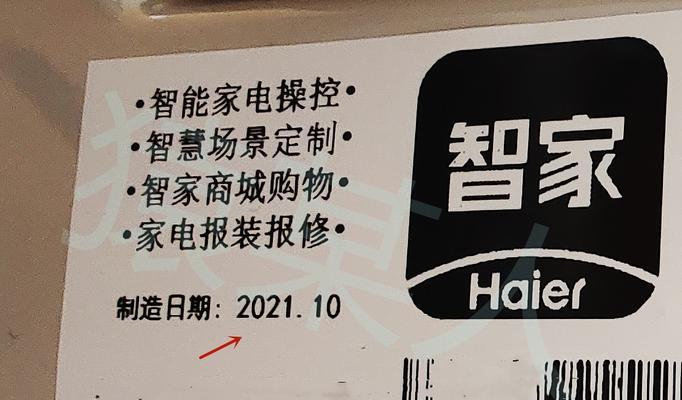 •智能家电操控•
•智慧场景定制•
•智家商城购物•
•家电报装报修•
制造日期: 2021.10
智家
Haier